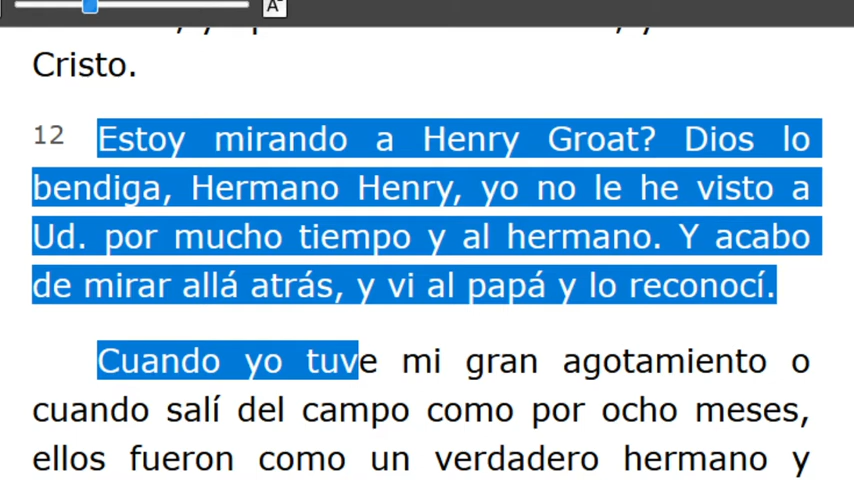 A
Cristo.
12 Estoy mirando a Henry Groat? Dios lo
bendiga, Hermano Henry, yo no le he visto a
Ud. por mucho tiempo y al hermano. Y acabo
de mirar allá atrás, y vi al papá y lo reconocí.
Cuando yo tuve mi gran agotamiento o
cuando salí del campo como por ocho meses,
ellos fueron como un verdadero hermano y